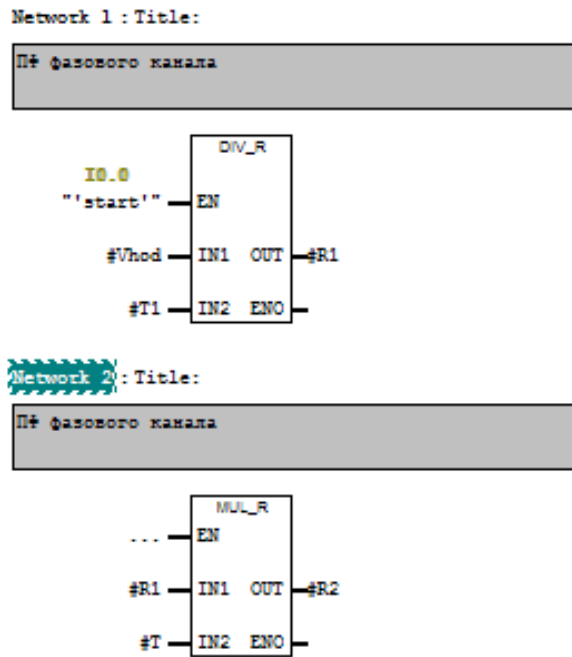 Network 1 : Title:
ПФ фазового канала
DIV_R
I0.0
"'start'" EN
#Vhod IN1 OUT #R1
#T1 IN2 ENO
Network 2 : Title:
ПФ фазового канала
MUL_R
... EN
#R1 IN1 OUT #R2
#T IN2 ENO